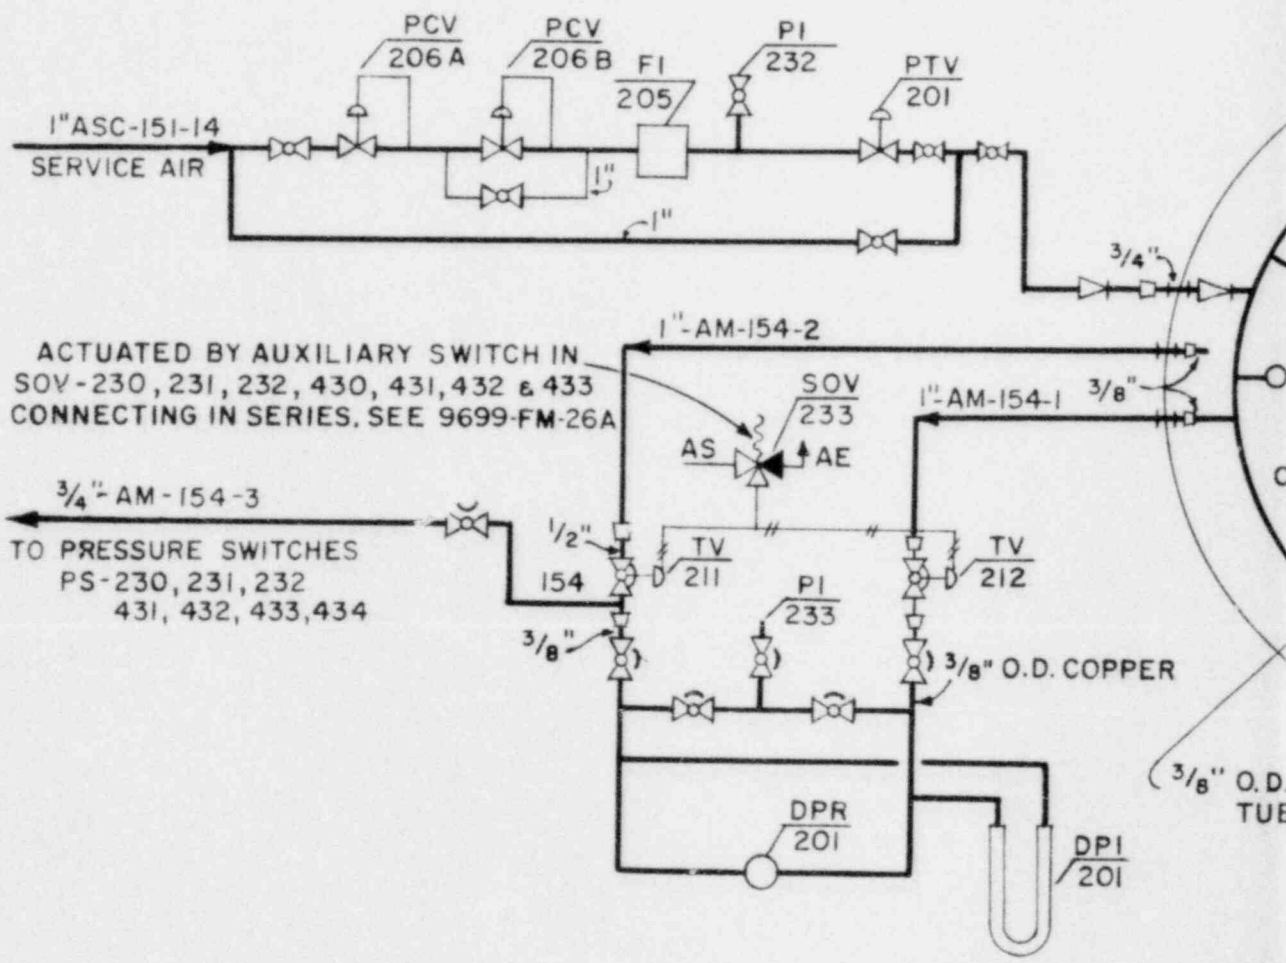 PCV
206A
PCV
206B
FI
205
PI
232
PTV
201
1"ASC-151-14
SERVICE AIR
1"
1"
3/4"
1"-AM-154-2
ACTUATED BY AUXILIARY SWITCH IN
SOV-230, 231, 232, 430, 431, 432 & 433
CONNECTING IN SERIES. SEE 9699-FM-26A
SOV
233
3/8"
1"-AM-154-1
AS
AE
3/4"-AM-154-3
TO PRESSURE SWITCHES
PS-230, 231, 232
431, 432, 433, 434
1/2"
154
TV
211
TV
212
PI
233
3/8"
3/8" O.D. COPPER
3/8" O.D.
DPR
201
DPI
201